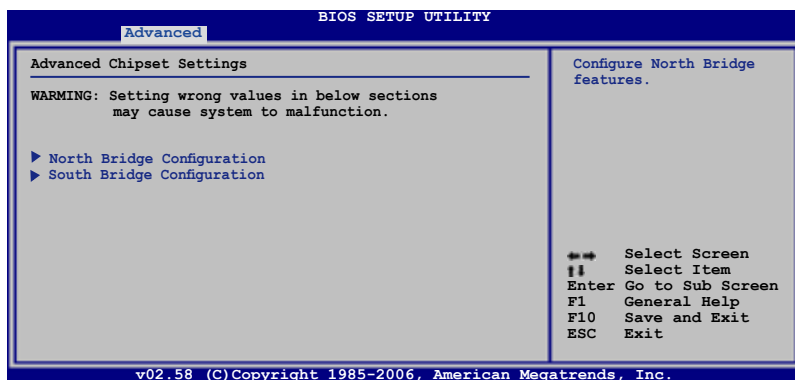 BIOS SETUP UTILITY
Advanced
Advanced Chipset Settings
WARMING: Setting wrong values in below sections
may cause system to malfunction.
North Bridge Configuration
South Bridge Configuration
Configure North Bridge
features.
Select Screen
Select Item
Enter Go to Sub Screen
F1 General Help
F10 Save and Exit
ESC Exit
v02.58 (C)Copyright 1985-2006, American Megatrends, Inc.